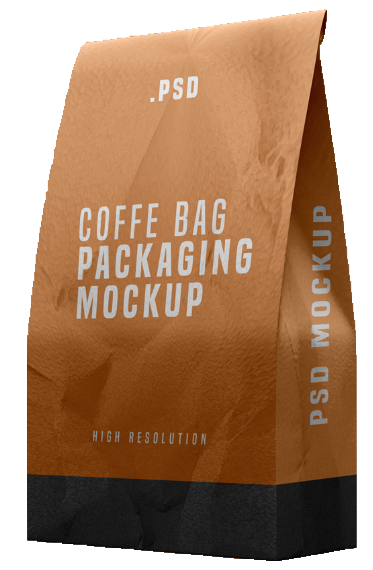 .PSD
COFFE BAG
PACKAGING
MOCKUP
HIGH RESOLUTION
PSD MOCKUP